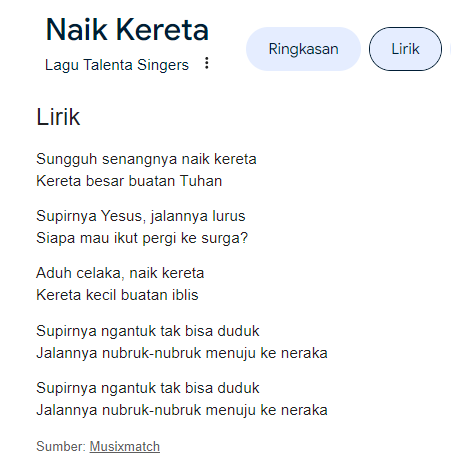 Naik Kereta
Lagu Talenta Singers
Ringkasan
Lirik
Lirik
Sungguh senangnya naik kereta
Kereta besar buatan Tuhan
Supirnya Yesus, jalannya lurus
Siapa mau ikut pergi ke surga?
Aduh celaka, naik kereta
Kereta kecil buatan iblis
Supirnya ngantuk tak bisa duduk
Jalannya nubruk-nubruk menuju ke neraka
Supirnya ngantuk tak bisa duduk
Jalannya nubruk-nubruk menuju ke neraka
Sumber: Musixmatch